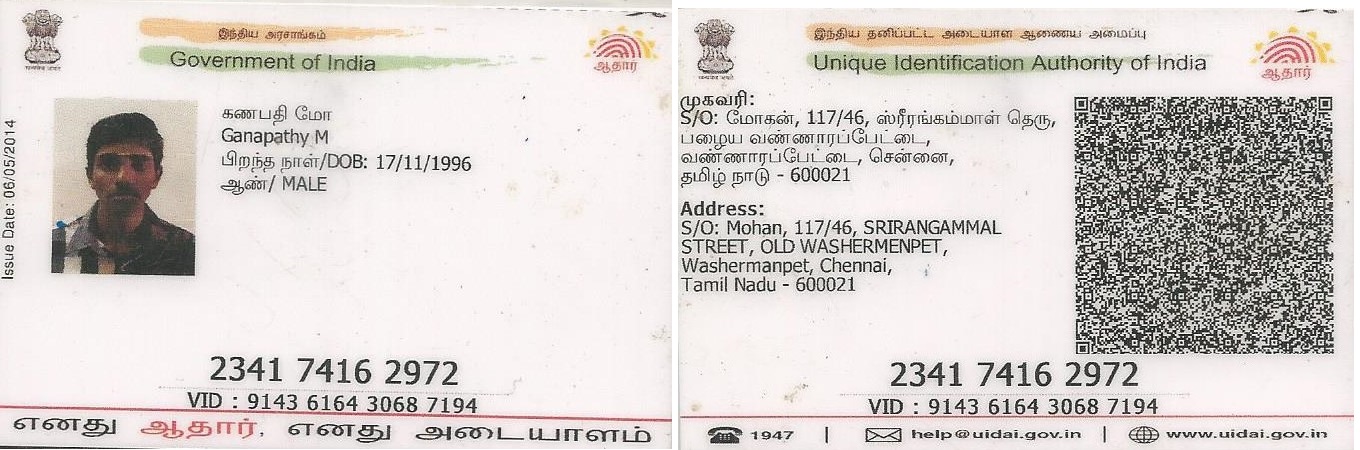 இந்திய அரசாங்கம்
Government of India
ஆதார்
Issue Date: 06/05/2014
கணபதி மோ
Ganapathy M
பிறந்த நாள்/DOB: 17/11/1996
ஆண்/ MALE
2341 7416 2972
VID : 9143 6164 3068 7194
எனது ஆதார், எனது அடையாளம்
இந்திய தனிப்பட்ட அடையாள ஆணைய அமைப்பு
Unique Identification Authority of India
ஆதார்
முகவரி:
S/O: மோகன், 117/46, ஸ்ரீரங்கம்மாள் தெரு,
பழைய வண்ணாரப்பேட்டை,
வண்ணாரப்பேட்டை, சென்னை,
தமிழ் நாடு - 600021
Address:
S/O: Mohan, 117/46, SRIRANGAMMAL
STREET, OLD WASHERMENPET,
Washermanpet, Chennai,
Tamil Nadu - 600021
2341 7416 2972
VID : 9143 6164 3068 7194
1947 | help@uidai.gov.in | www.uidai.gov.in